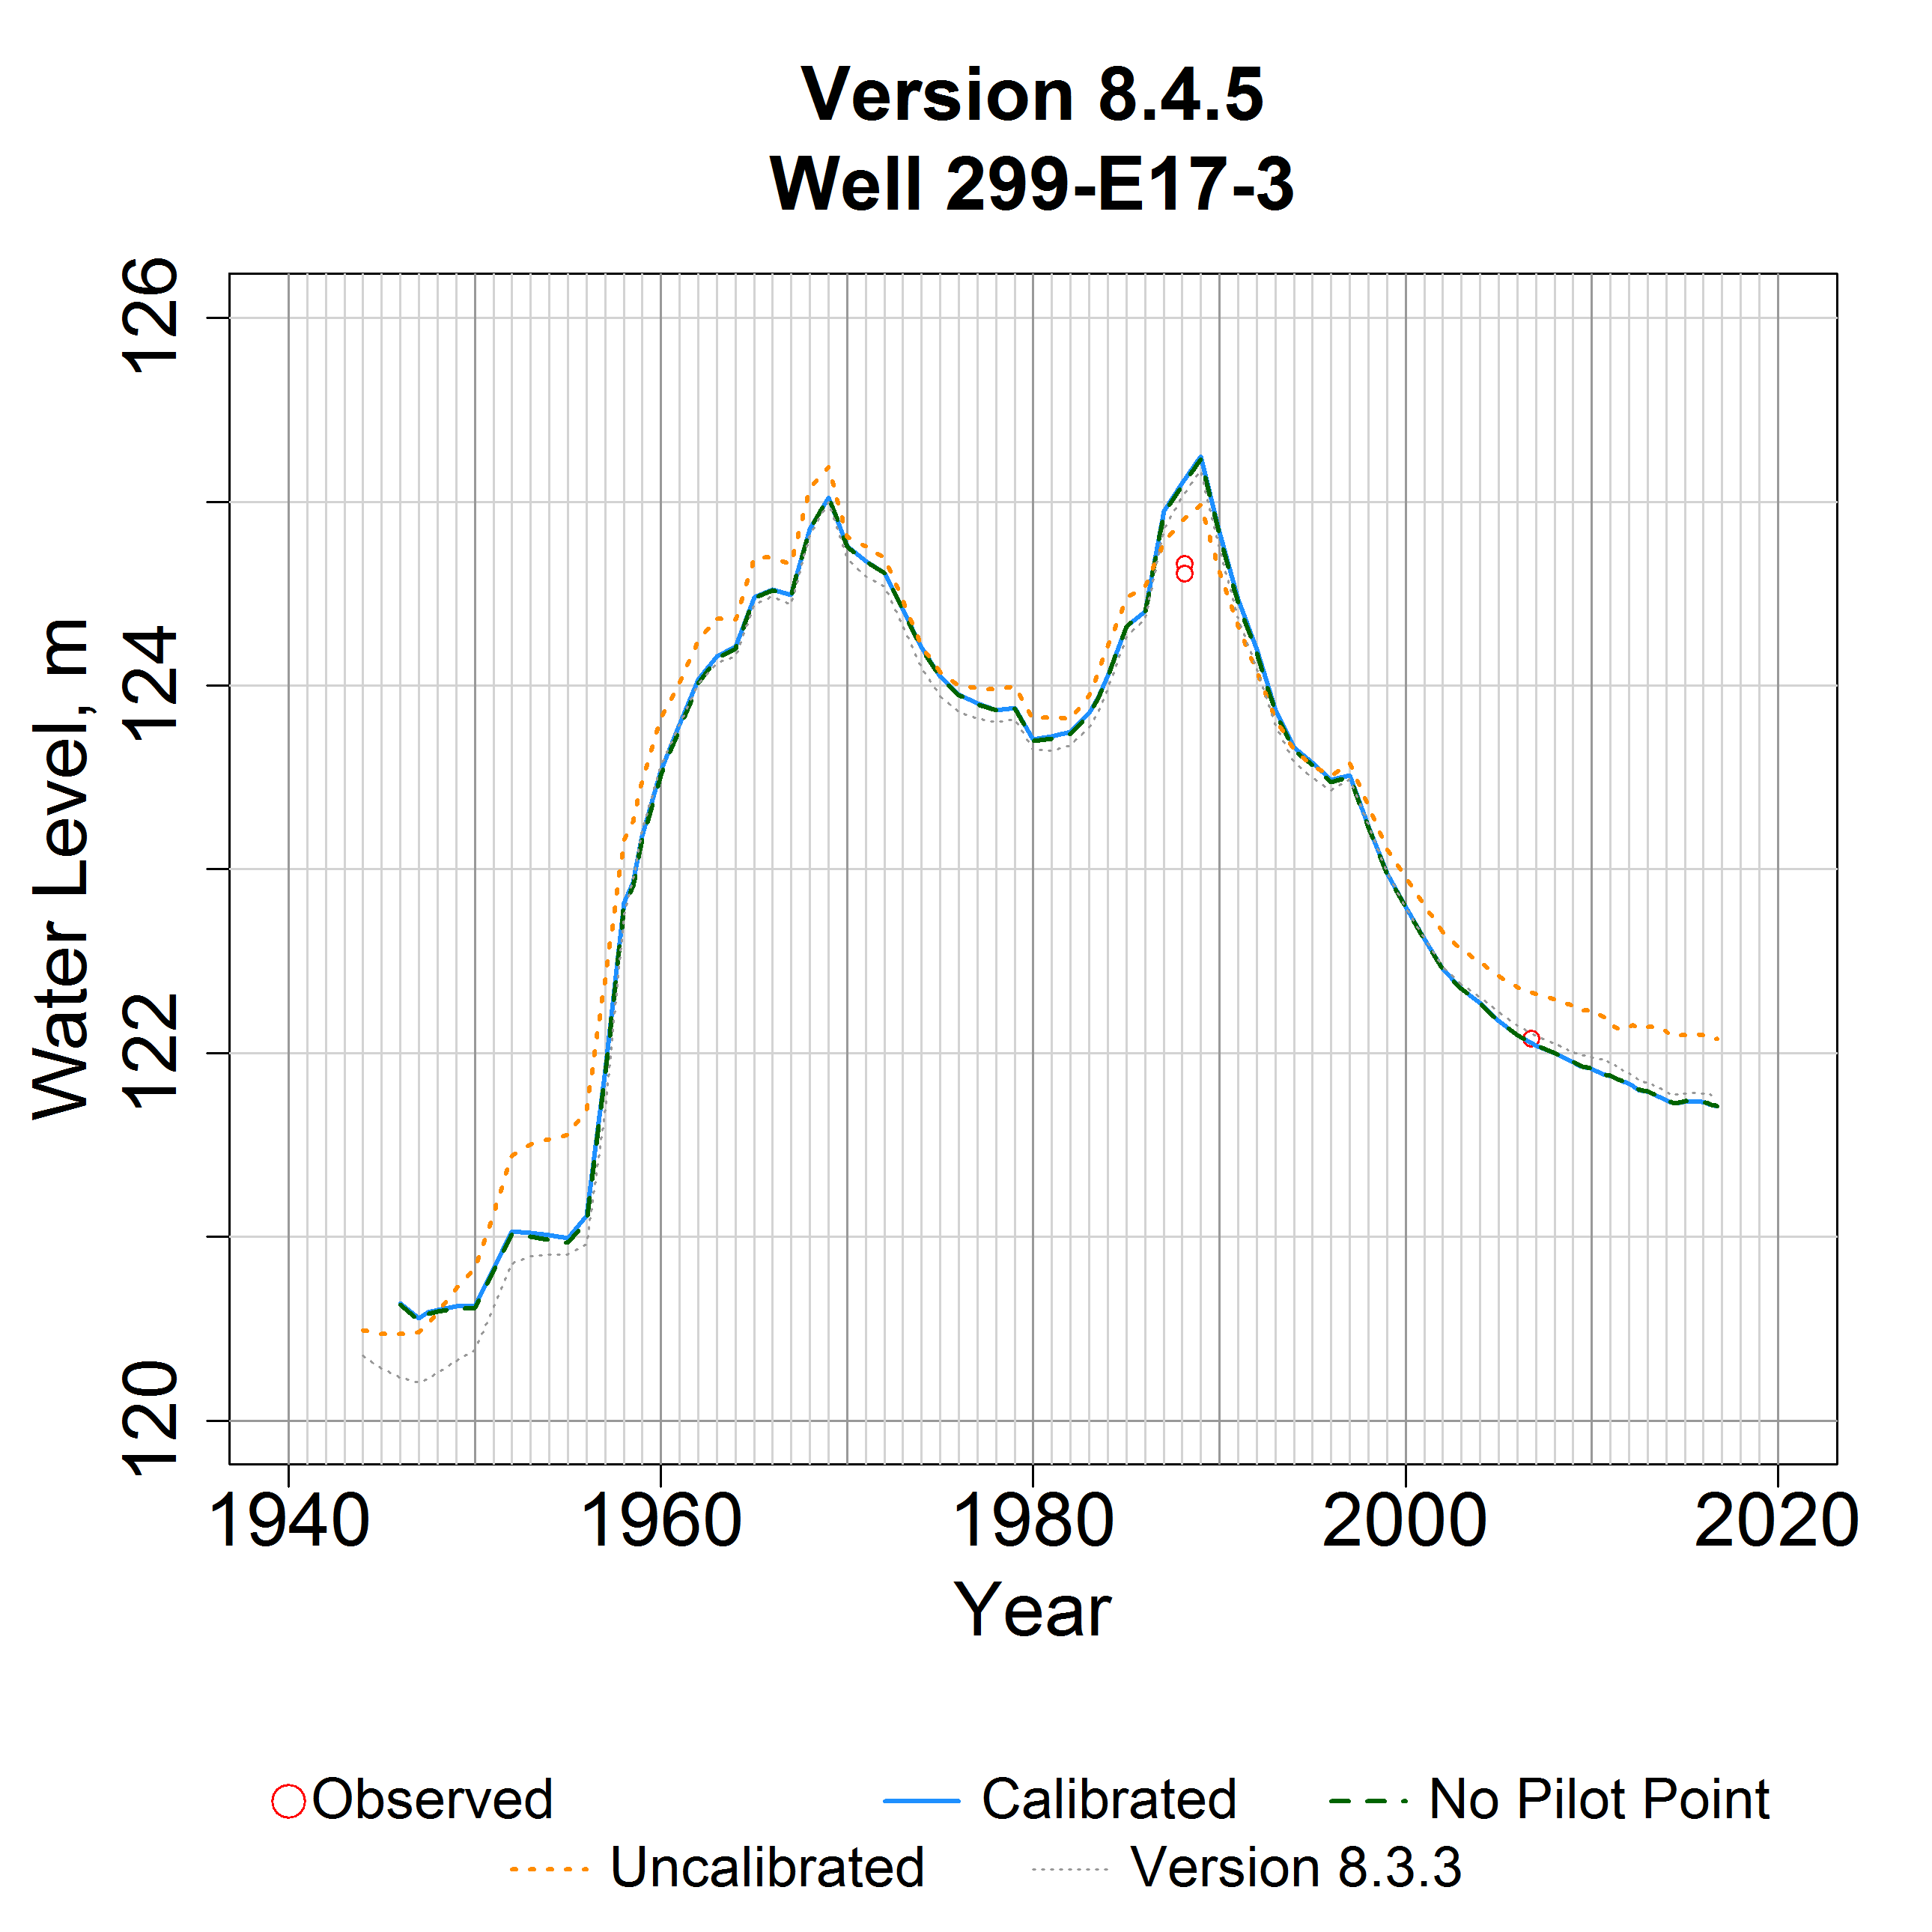 Version 8.4.5
Well 299-E17-3
126
124
122
120
Water Level, m
1940 1960 1980 2000 2020
Year
Observed Calibrated No Pilot Point
Uncalibrated Version 8.3.3